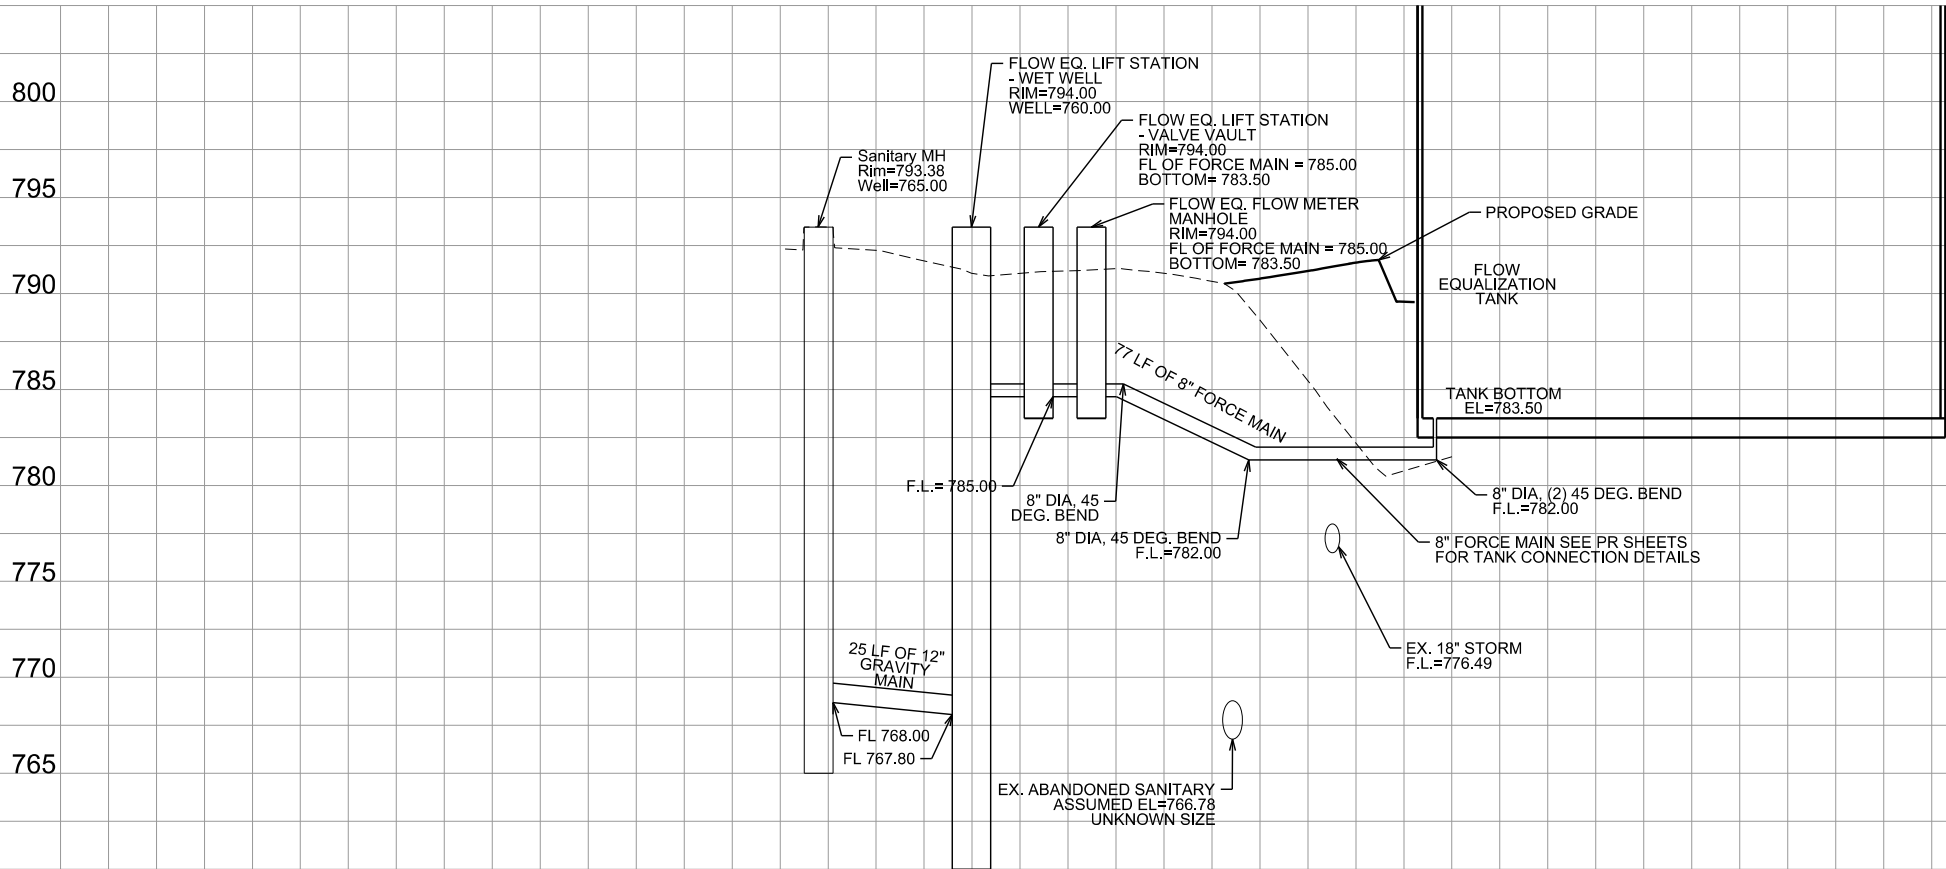 800
795
790
785
780
775
770
765
FLOW EQ. LIFT STATION
- WET WELL
RIM=794.00
WELL=760.00
FLOW EQ. LIFT STATION
- VALVE VAULT
RIM=794.00
FL OF FORCE MAIN = 785.00
BOTTOM= 783.50
Sanitary MH
Rim=793.38
Well=765.00
FLOW EQ. FLOW METER
MANHOLE
RIM=794.00
FL OF FORCE MAIN = 785.00
BOTTOM= 783.50
PROPOSED GRADE
FLOW
EQUALIZATION
TANK
77 LF OF 8" FORCE MAIN
TANK BOTTOM
EL=783.50
F.L.= 785.00
8" DIA, 45
DEG. BEND
8" DIA, 45 DEG. BEND
F.L.=782.00
8" DIA, (2) 45 DEG. BEND
F.L.=782.00
8" FORCE MAIN SEE PR SHEETS
FOR TANK CONNECTION DETAILS
EX. 18" STORM
F.L.=776.49
25 LF OF 12"
GRAVITY
MAIN
FL 768.00
FL 767.80
EX. ABANDONED SANITARY
ASSUMED EL=766.78
UNKNOWN SIZE